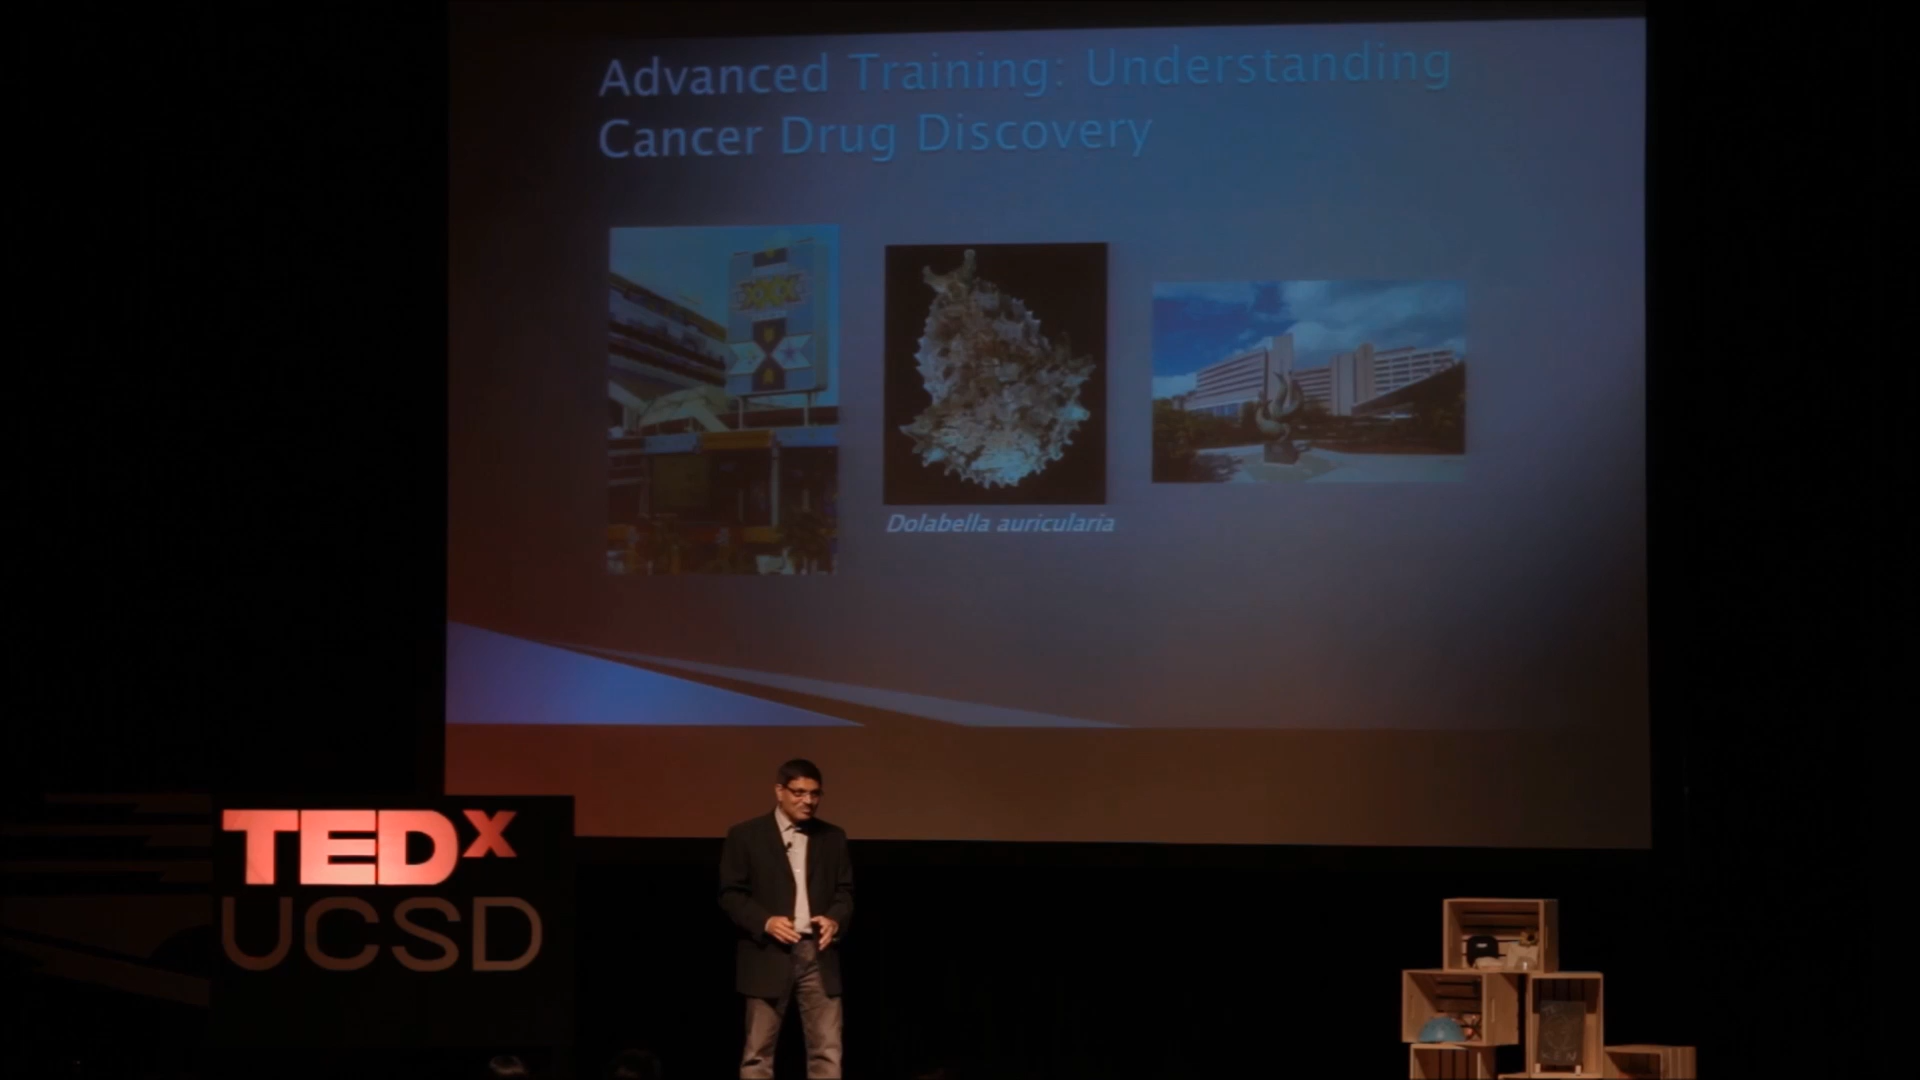 Advanced Training: Understanding
Cancer Drug Discovery
Dolabella auricularia
TEDx
UCSD